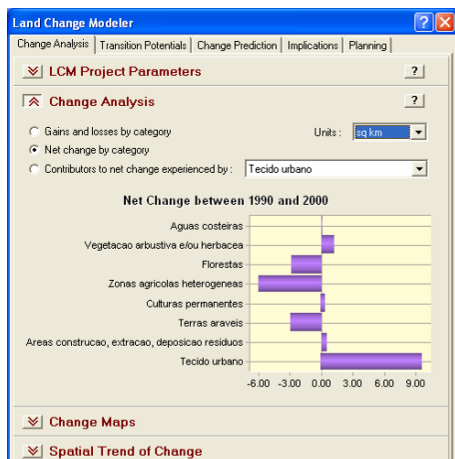 Land Change Modeler
Change Analysis Transition Potentials Change Prediction Implications Planning
LCM Project Parameters ?
Change Analysis ?
Gains and losses by category Units : sq km
Net change by category
Contributors to net change experienced by : Tecido urbano
Net Change between 1990 and 2000
Aguas costeiras
Vegetacao arbustiva e/ou herbacea
Florestas
Zonas agricolas heterogeneas
Culturas permanentes
Terras araveis
Areas construcao, extracao, deposicao residuos
Tecido urbano
-6.00 -3.00 0.00 3.00 6.00 9.00
Change Maps
Spatial Trend of Change